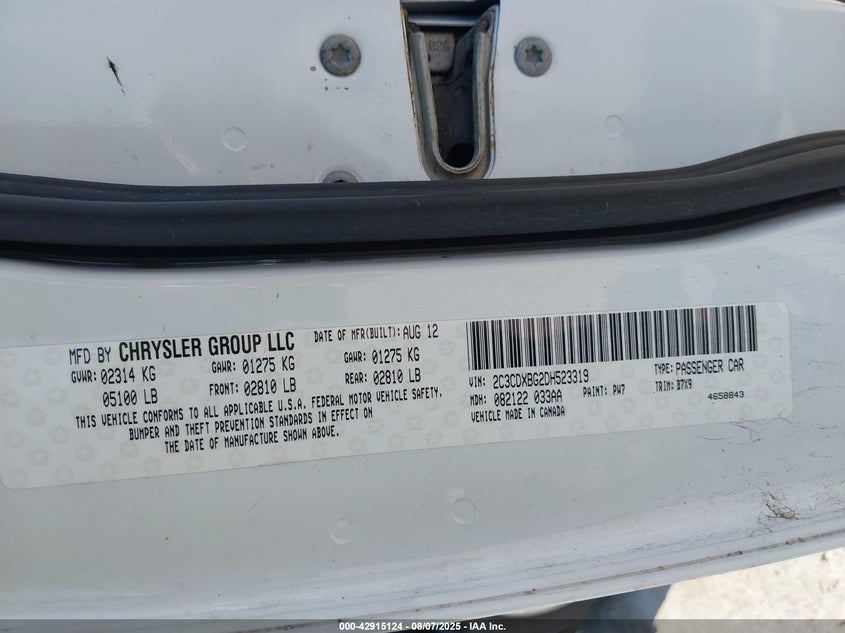 02G
MFD BY CHRYSLER GROUP LLC DATE OF MFR(BUILT): AUG 12
GVWR: 02314 KG GAWR: 01275 KG GAWR: 01275 KG
05100 LB FRONT: 02810 LB REAR: 02810 LB
THIS VEHICLE CONFORMS TO ALL APPLICABLE U.S.A. FEDERAL MOTOR VEHICLE SAFETY,
BUMPER AND THEFT PREVENTION STANDARDS IN EFFECT ON
THE DATE OF MANUFACTURE SHOWN ABOVE.
VIN: 2C3CDXBG2DH523319 TYPE: PASSENGER CAR
MDH: 082122 033AA PAINT: PW7 TRIM: B7X9
VEHICLE MADE IN CANADA 4658843
000-42915124 - 08/07/2025 - IAA Inc.